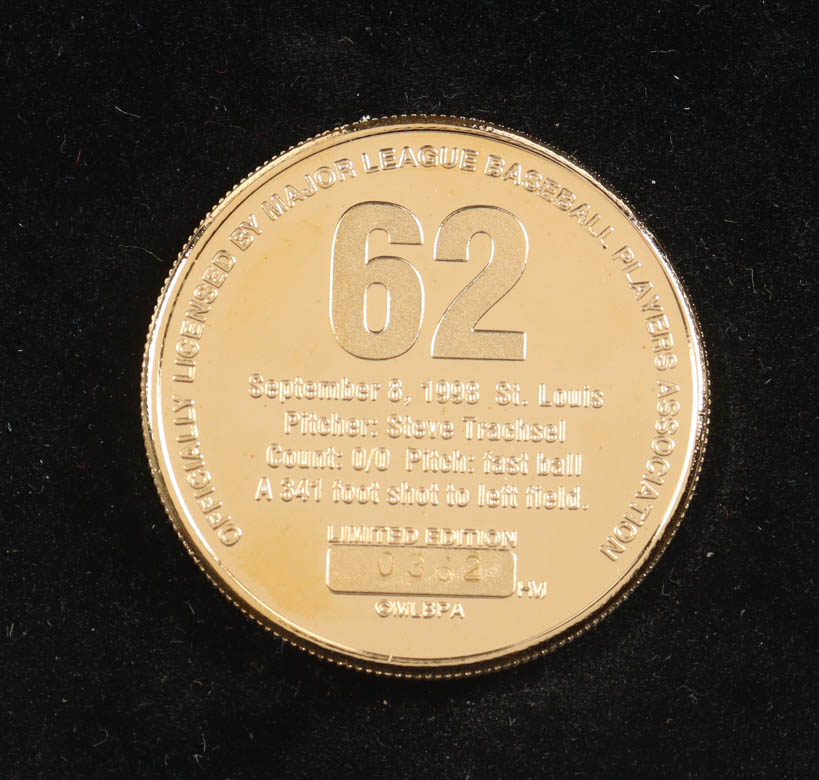 OFFICIALLY LICENSED BY MAJOR LEAGUE BASEBALL PLAYERS ASSOCIATION
62
September 8, 1998 St. Louis
Pitcher: Steve Trachsel
Count: 0/0 Pitch: fast ball
A 341 foot shot to left field.
LIMITED EDITION
HM
©MLBPA